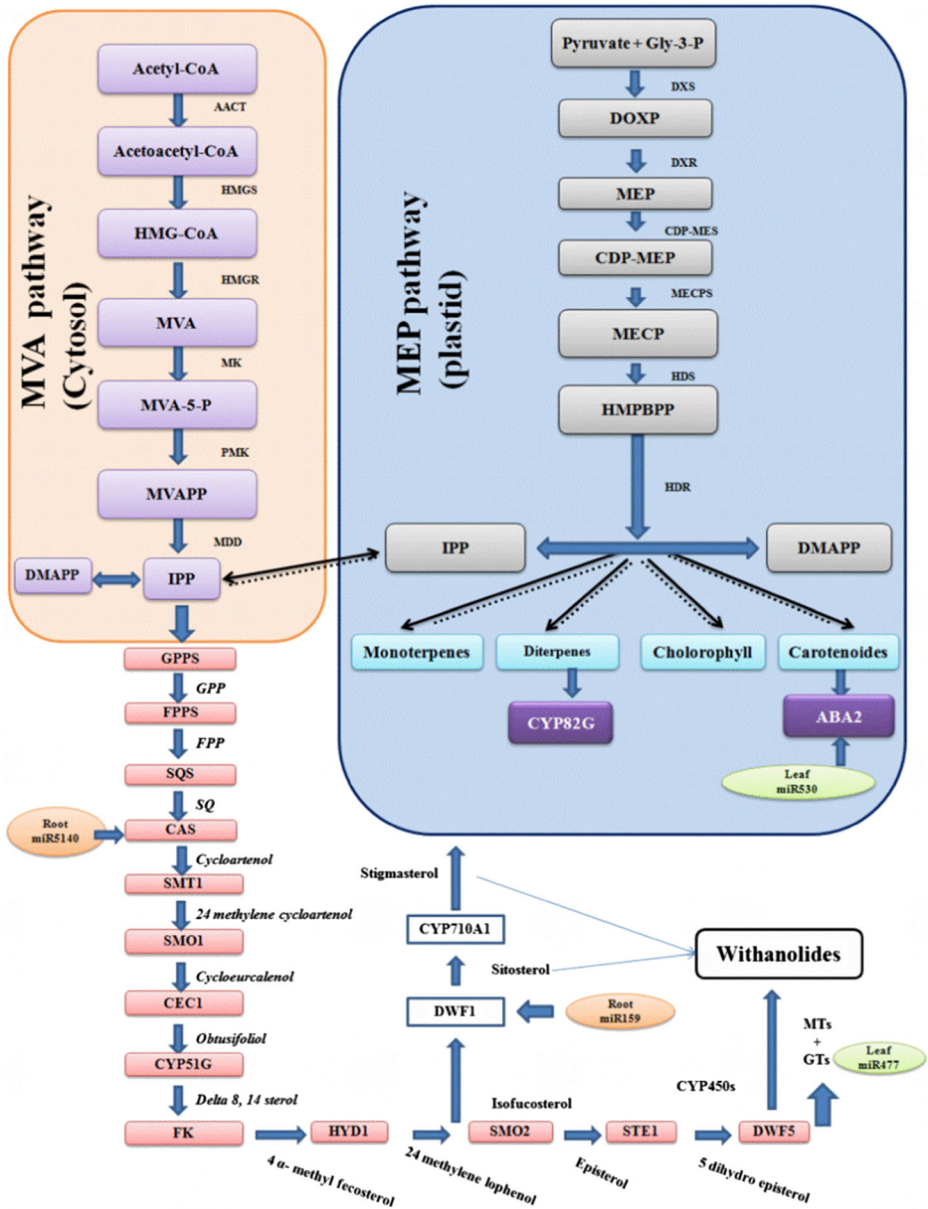 MVA pathway
(Cytosol)
Acetyl-CoA
AACT
Acetoacetyl-CoA
HMGS
HMG-CoA
HMGR
MVA
MK
MVA-5-P
PMK
MVAPP
MDD
DMAPP
IPP
MEP pathway
(plastid)
Pyruvate + Gly-3-P
DXS
DOXP
DXR
MEP
CDP-MES
CDP-MEP
MECPS
MECP
HDS
HMPBPP
HDR
IPP
DMAPP
Monoterpenes
Diterpenes
Cholorophyll
Carotenoides
CYP82G
ABA2
Leaf
miR530
GPPS
GPP
FPPS
FPP
SQS
SQ
Root
miR5140
CAS
Cycloartenol
SMT1
24 methylene cycloartenol
SMO1
Cycloeurcalenol
CEC1
Obtusifoliol
CYP51G
Delta 8, 14 sterol
FK
4 α- methyl fecosterol
HYD1
24 methylene lophenol
Stigmasterol
CYP710A1
Sitosterol
DWF1
Root
miR159
Isofucosterol
SMO2
Episterol
STE1
5 dihydro episterol
DWF5
CYP450s
Withanolides
MTs
+
GTs
Leaf
miR477